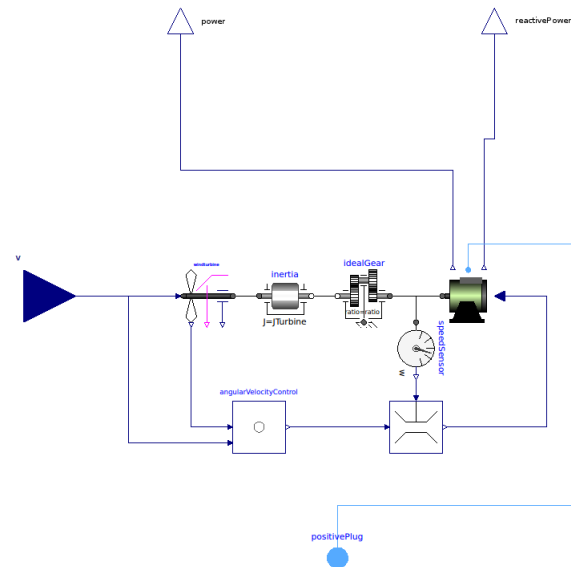 power
reactivePower
v
windturbine
inertia
idealGear
J=JTurbine
ratio=ratio
speedSensor
w
angularVelocityControl
positivePlug